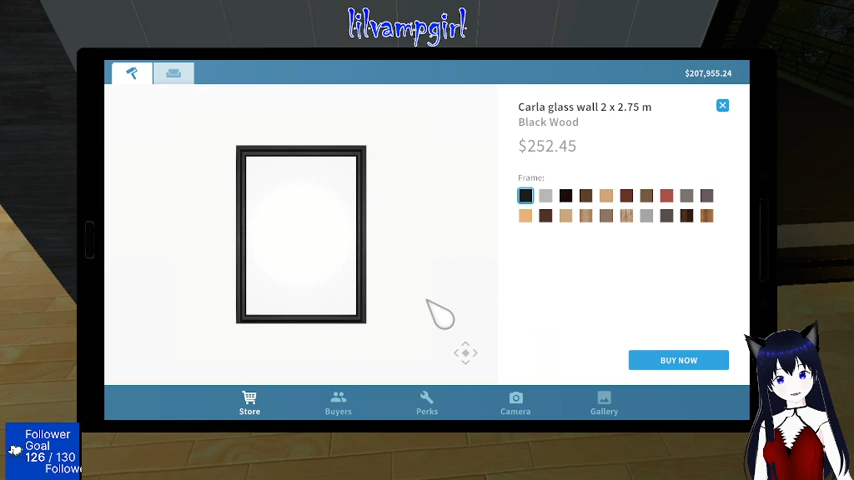 lilvampgirl
$207,955.24
Carla glass wall 2 x 2.75 m
Black Wood
$252.45
Frame:
BUY NOW
Store
Buyers
Perks
Camera
Gallery
Follower
Goal
126 / 130
Followe